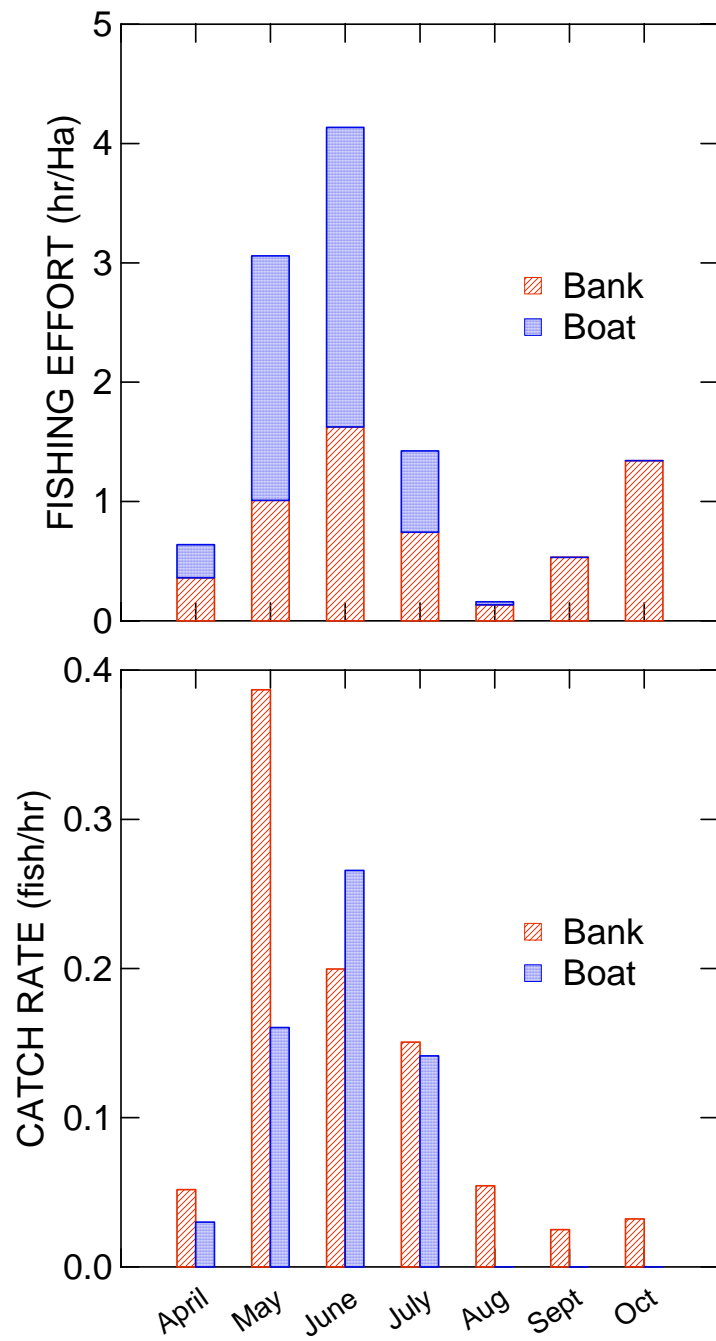 5
4
3
2
1
0
FISHING EFFORT (hr/Ha)
Bank
Boat
0.4
0.3
0.2
0.1
0.0
CATCH RATE (fish/hr)
Bank
Boat
April
May
June
July
Aug
Sept
Oct